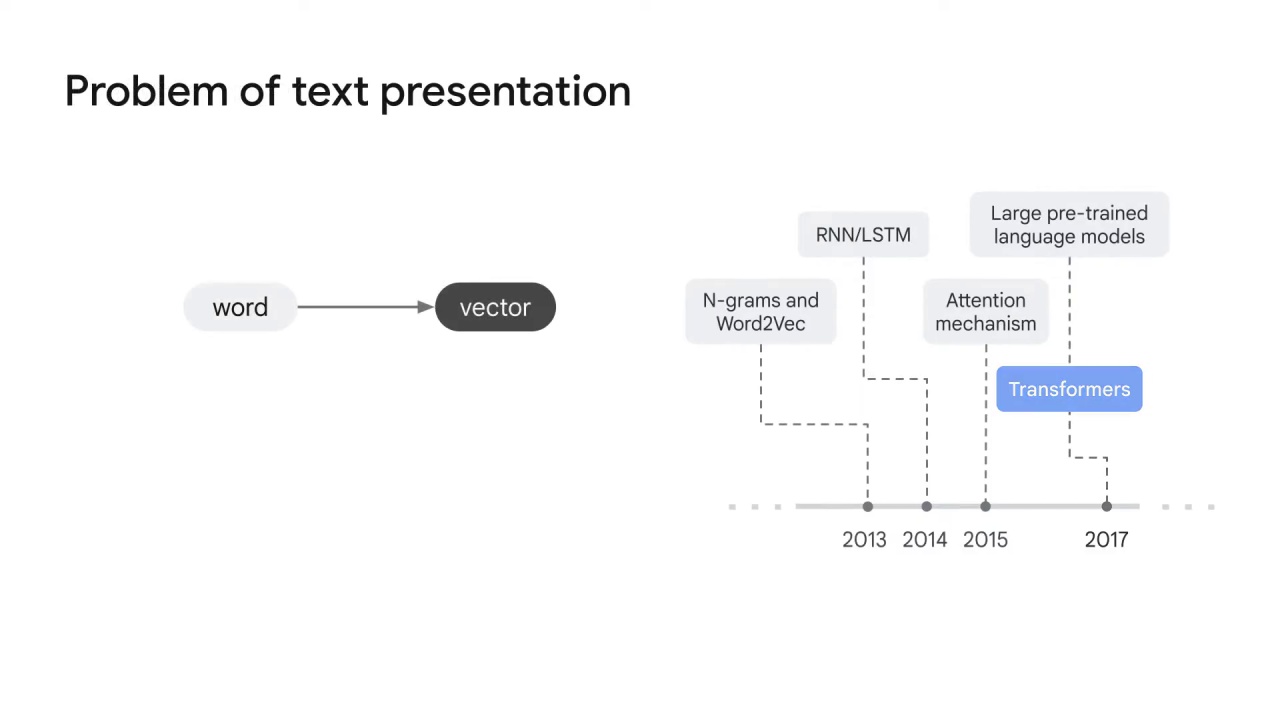 Problem of text presentation
word
vector
N-grams and
Word2Vec
RNN/LSTM
Attention
mechanism
Large pre-trained
language models
Transformers
2013
2014
2015
2017